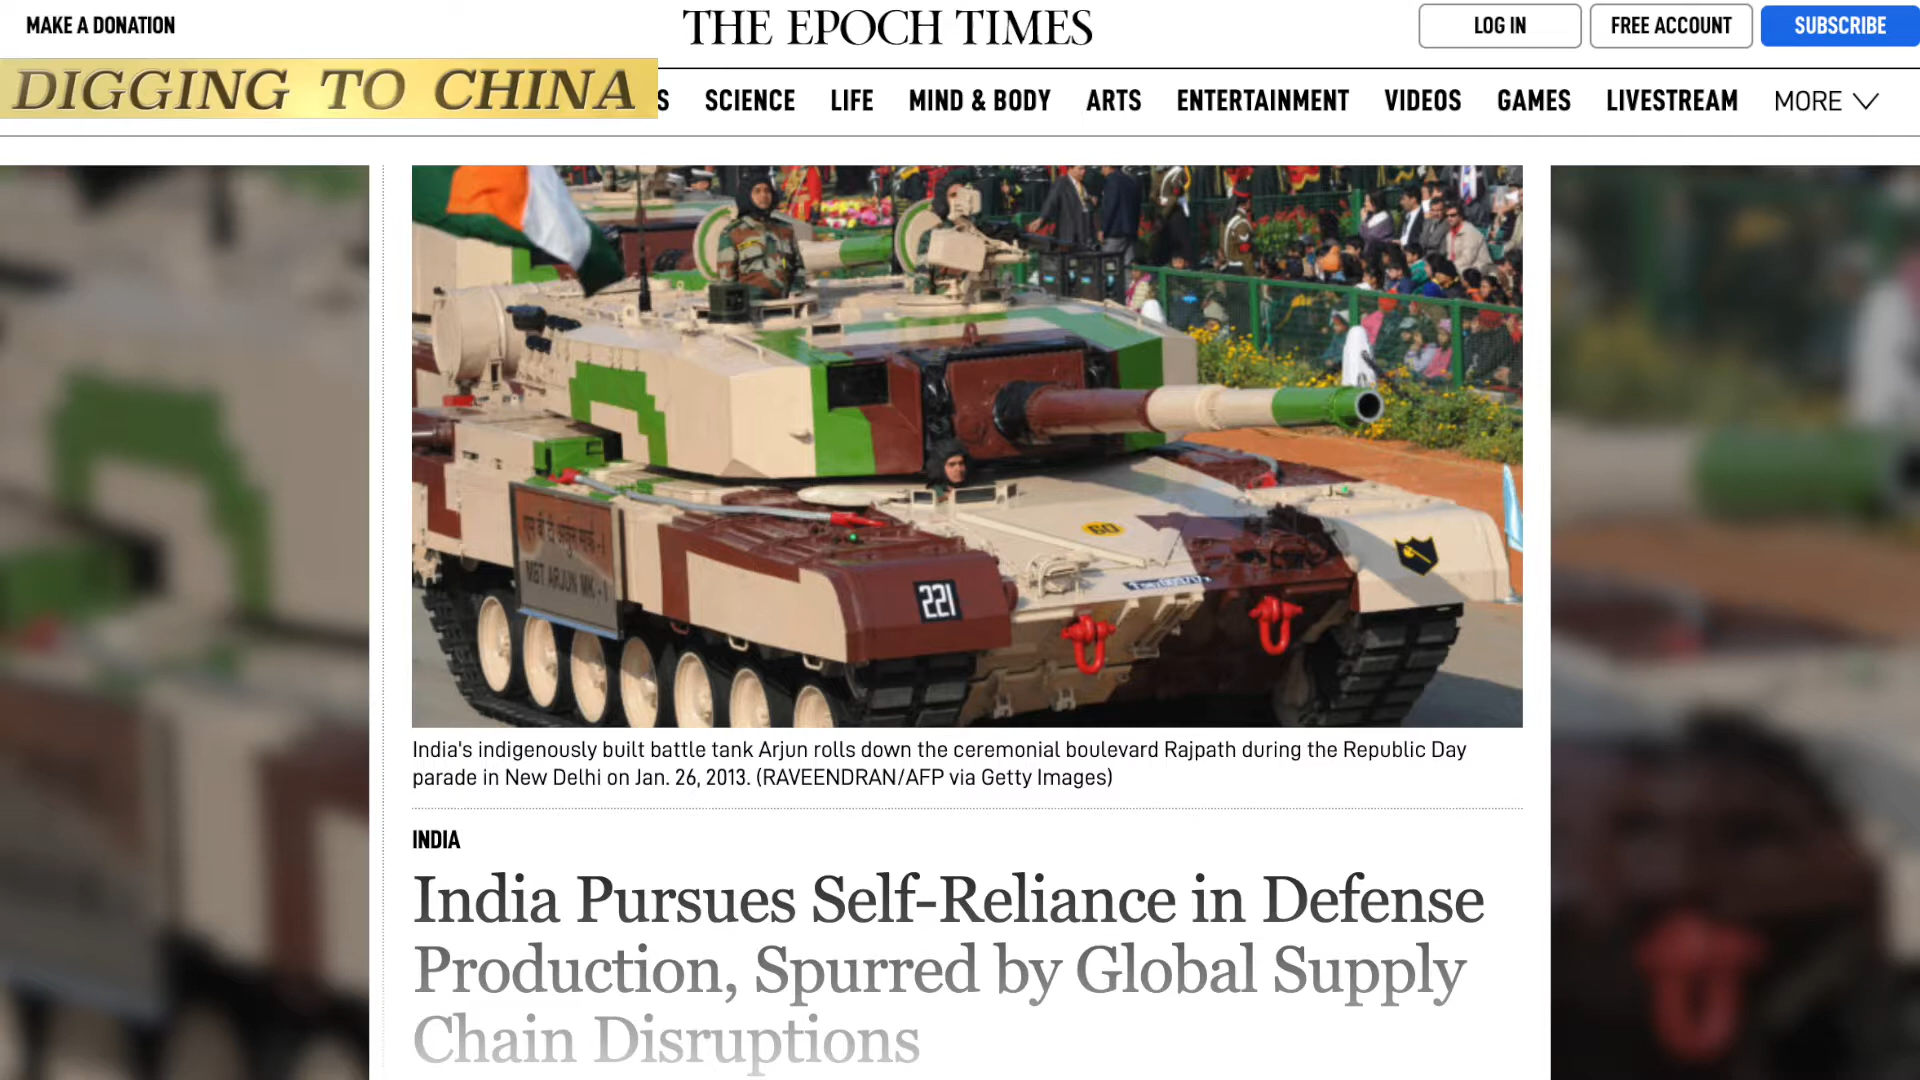 MAKE A DONATION
THE EPOCH TIMES
LOG IN
FREE ACCOUNT
SUBSCRIBE
DIGGING TO CHINA
S SCIENCE LIFE MIND & BODY ARTS ENTERTAINMENT VIDEOS GAMES LIVESTREAM MORE
एम बी टी अर्जुन मार्क -I
MBT ARJUN MK - I
60
221
India's indigenously built battle tank Arjun rolls down the ceremonial boulevard Rajpath during the Republic Day
parade in New Delhi on Jan. 26, 2013. (RAVEENDRAN/AFP via Getty Images)
INDIA
India Pursues Self-Reliance in Defense
Production, Spurred by Global Supply
Chain Disruptions